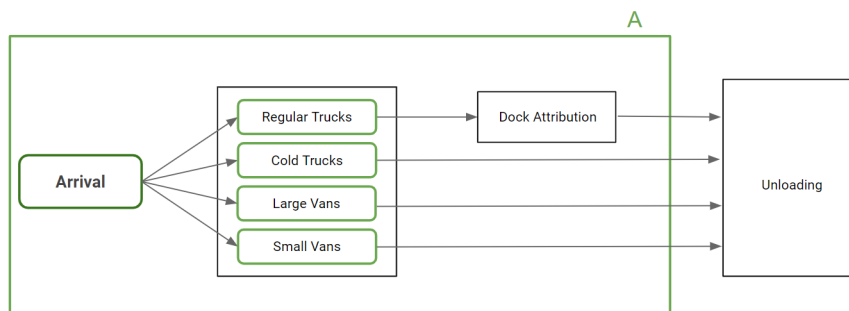 A
Arrival
Regular Trucks
Cold Trucks
Large Vans
Small Vans
Dock Attribution
Unloading